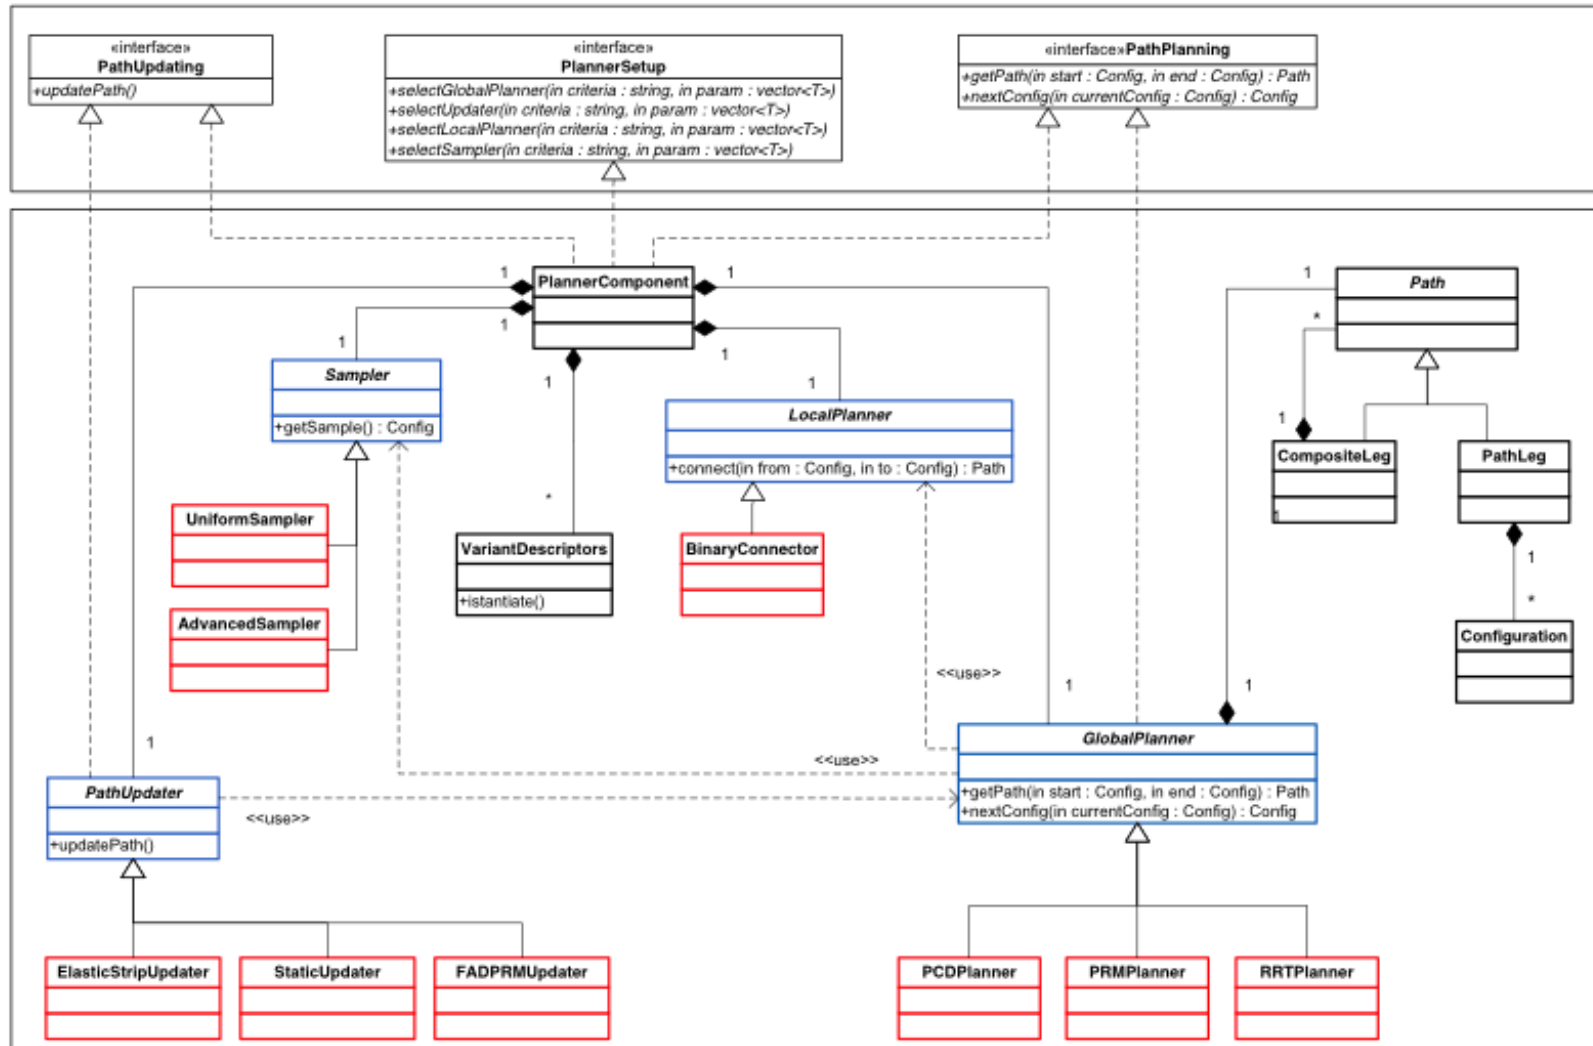 «interface»
PathUpdating
+updatePath()
«interface»
PlannerSetup
+selectGlobalPlanner(in criteria : string, in param : vector<T>)
+selectUpdater(in criteria : string, in param : vector<T>)
+selectLocalPlanner(in criteria : string, in param : vector<T>)
+selectSampler(in criteria : string, in param : vector<T>)
«interface»PathPlanning
+getPath(in start : Config, in end : Config) : Path
+nextConfig(in currentConfig : Config) : Config
1
PlannerComponent
1
1
Path
1
1
*
1
Sampler
+getSample() : Config
1
1
LocalPlanner
+connect(in from : Config, in to : Config) : Path
1
CompositeLeg
1
PathLeg
UniformSampler
*
VariantDescriptors
+istantiate()
BinaryConnector
1
*
Configuration
AdvancedSampler
<<use>>
1
1
1
GlobalPlanner
<<use>>
+getPath(in start : Config, in end : Config) : Path
+nextConfig(in currentConfig : Config) : Config
PathUpdater
+updatePath()
<<use>>
ElasticStripUpdater
StaticUpdater
FADPRMUpdater
PCDPlanner
PRMPlanner
RRTPlanner